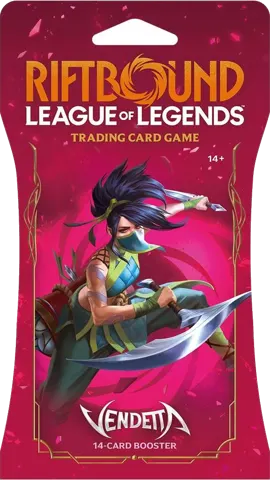 RIFTBOUND
LEAGUE OF LEGENDS
TRADING CARD GAME
14+
VENDETTA
14-CARD BOOSTER